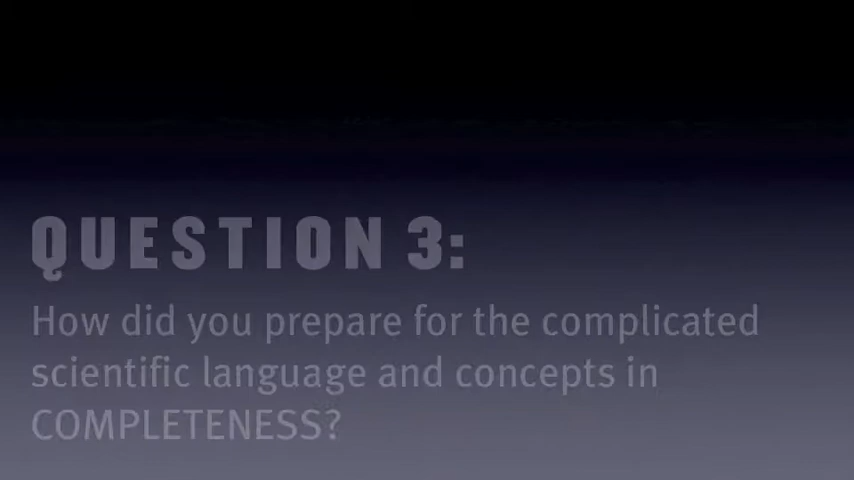 QUESTION 3:
How did you prepare for the complicated
scientific language and concepts in
COMPLETENESS?